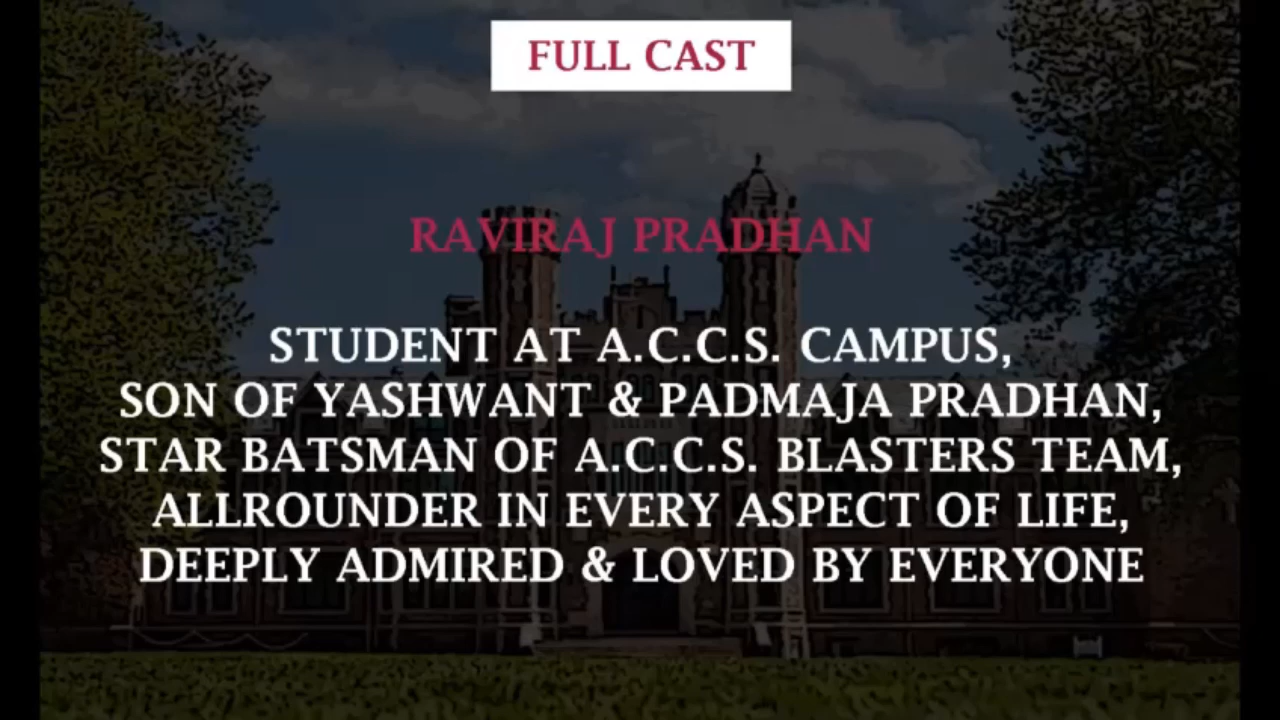 FULL CAST
RAVIRAJ PRADHAN
STUDENT AT A.C.C.S. CAMPUS,
SON OF YASHWANT & PADMAJA PRADHAN,
STAR BATSMAN OF A.C.C.S. BLASTERS TEAM,
ALLROUNDER IN EVERY ASPECT OF LIFE,
DEEPLY ADMIRED & LOVED BY EVERYONE